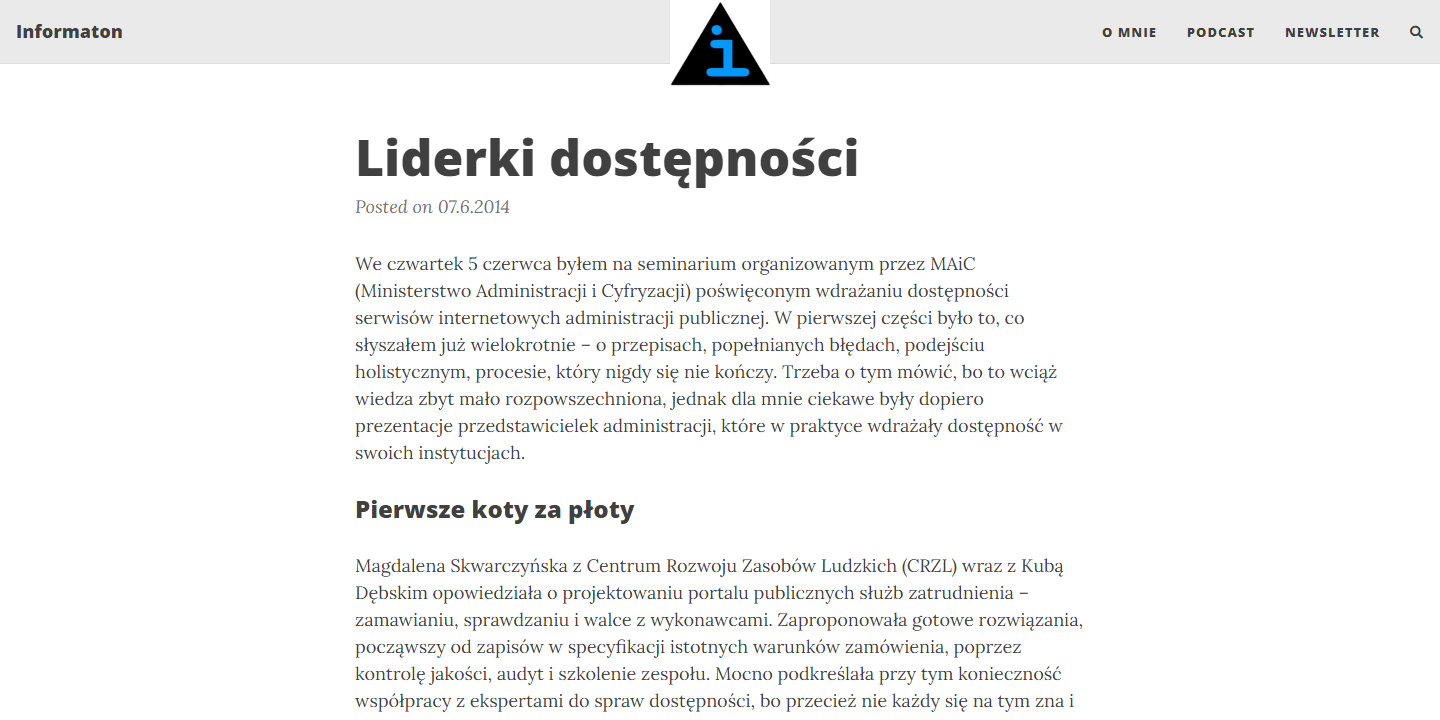 Informaton
i
O MNIE
PODCAST
NEWSLETTER
Liderki dostępności
Posted on 07.6.2014
We czwartek 5 czerwca byłem na seminarium organizowanym przez MAiC
(Ministerstwo Administracji i Cyfryzacji) poświęconym wdrażaniu dostępności
serwisów internetowych administracji publicznej. W pierwszej części było to, co
słyszałem już wielokrotnie – o przepisach, popełnianych błędach, podejściu
holistycznym, procesie, który nigdy się nie kończy. Trzeba o tym mówić, bo to wciąż
wiedza zbyt mało rozpowszechniona, jednak dla mnie ciekawe były dopiero
prezentacje przedstawicielek administracji, które w praktyce wdrażały dostępność w
swoich instytucjach.
Pierwsze koty za płoty
Magdalena Skwarczyńska z Centrum Rozwoju Zasobów Ludzkich (CRZL) wraz z Kubą
Dębskim opowiedziała o projektowaniu portalu publicznych służb zatrudnienia –
zamawianiu, sprawdzaniu i walce z wykonawcami. Zaproponowała gotowe rozwiązania,
począwszy od zapisów w specyfikacji istotnych warunków zamówienia, poprzez
kontrolę jakości, audyt i szkolenie zespołu. Mocno podkreślała przy tym konieczność
współpracy z ekspertami do spraw dostępności, bo przecież nie każdy się na tym zna i